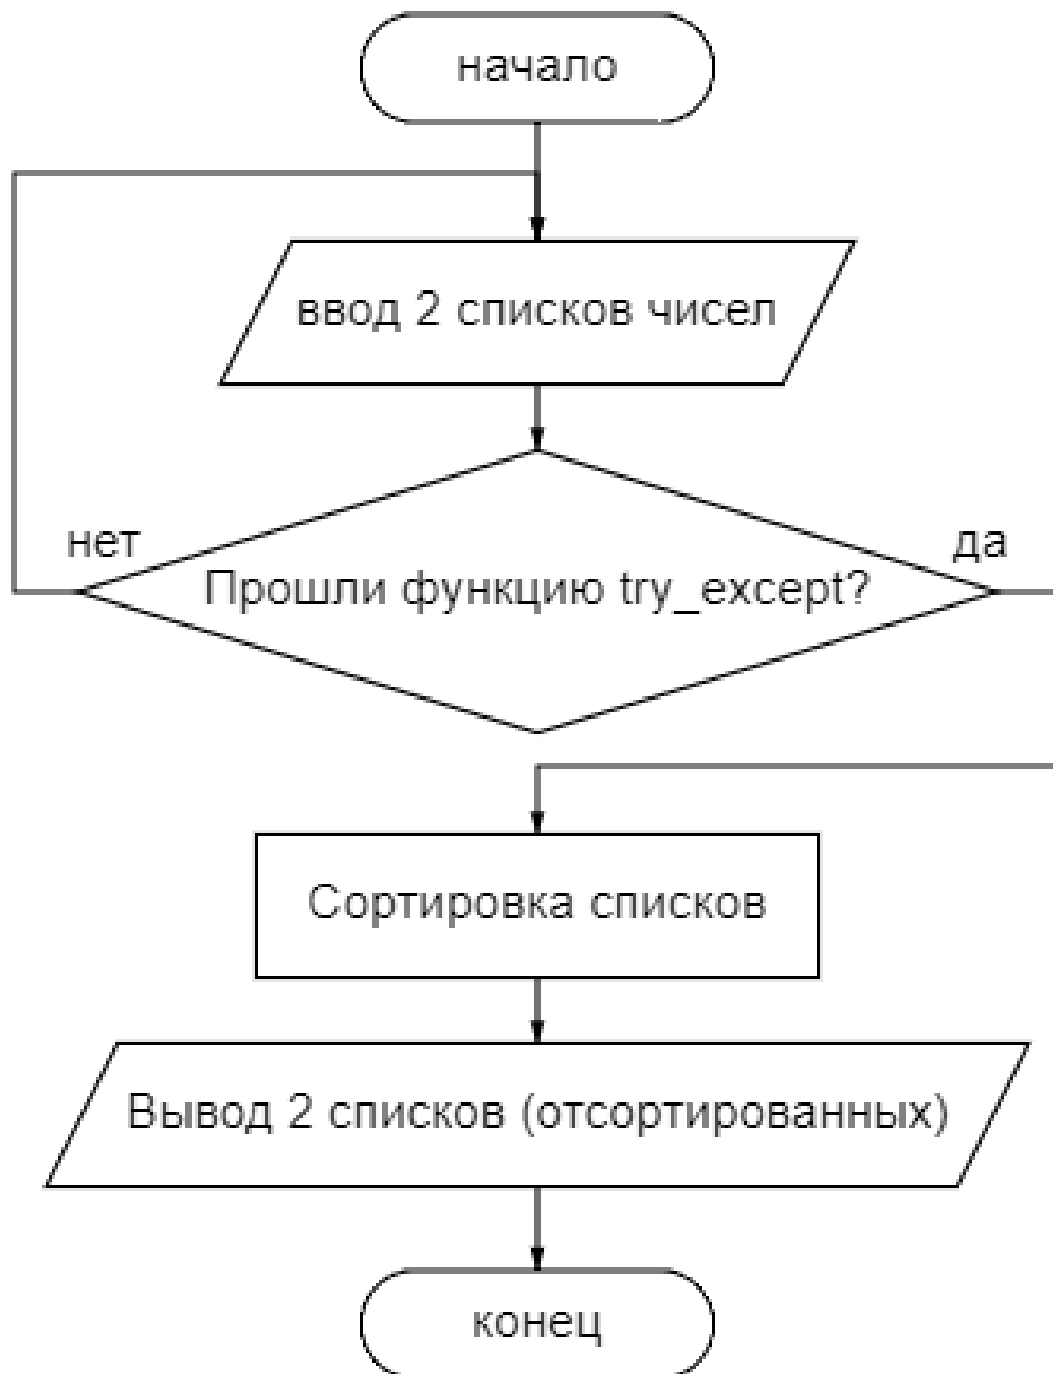 начало
ввод 2 списков чисел
нет
да
Прошли функцию try_except?
Сортировка списков
Вывод 2 списков (отсортированных)
конец